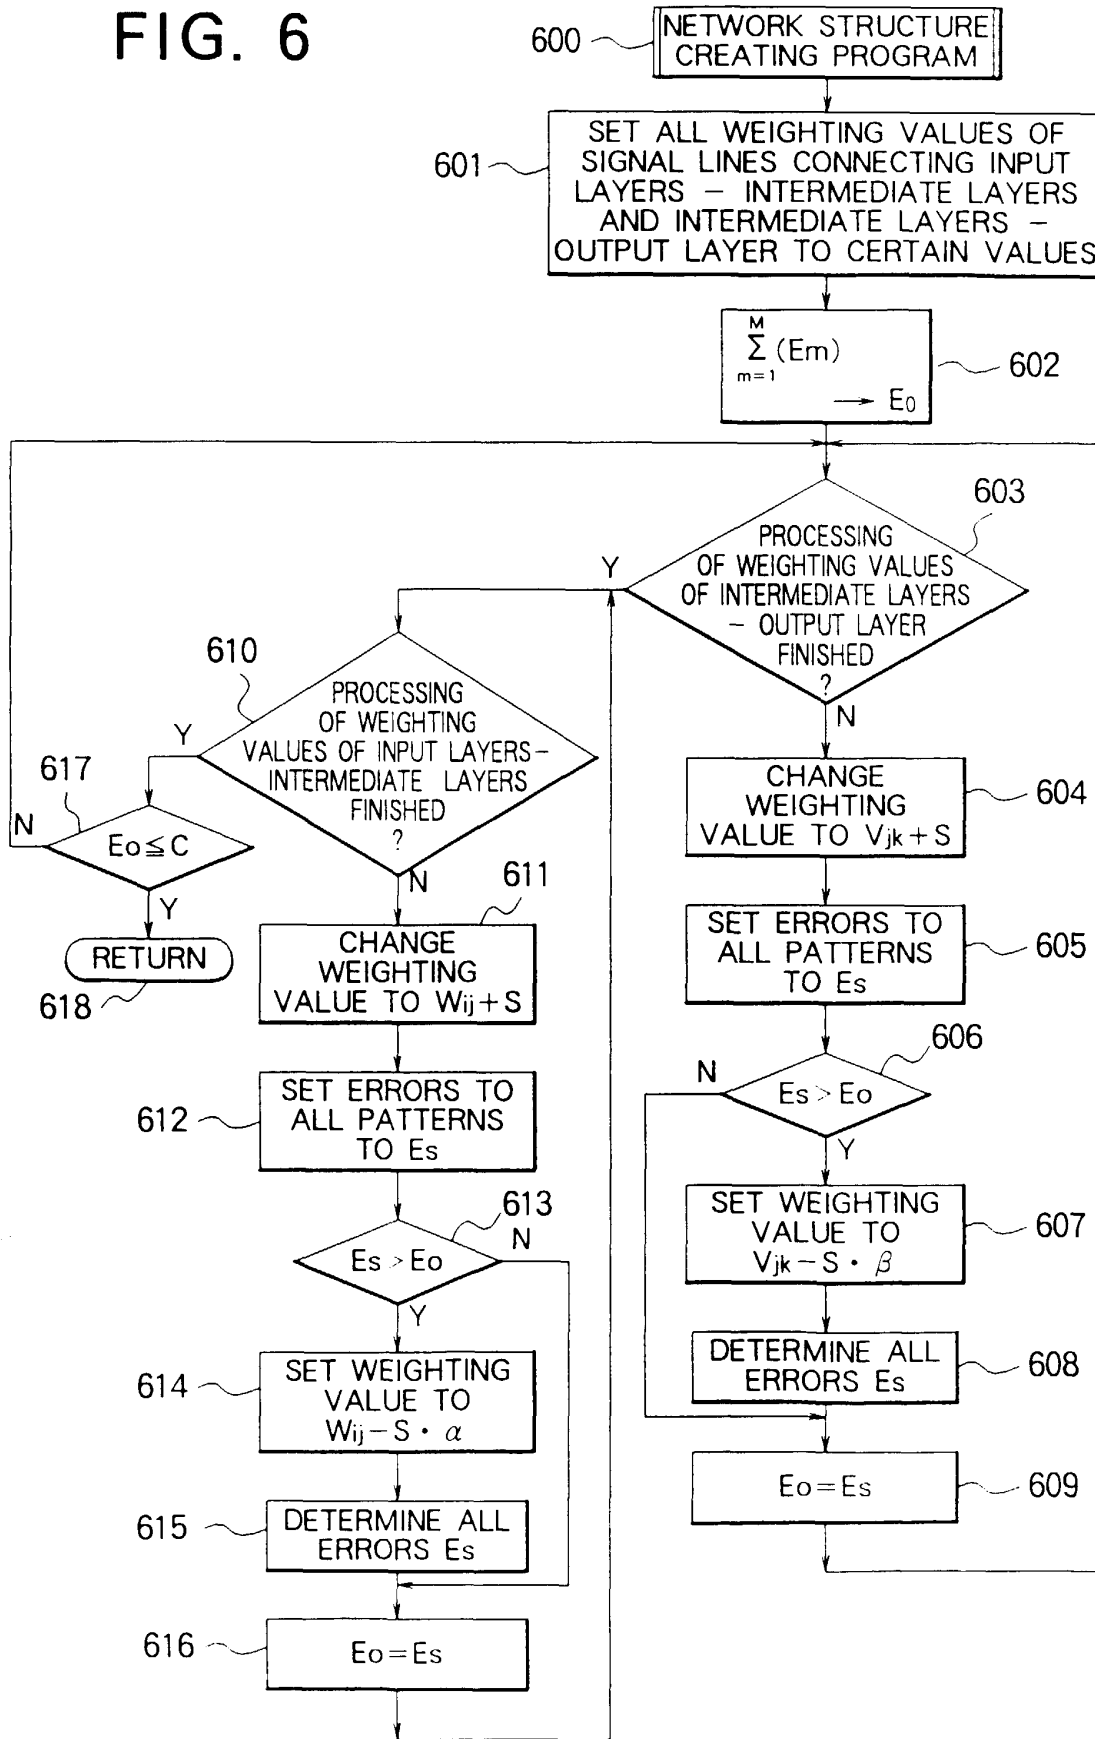 FIG. 6
600
NETWORK STRUCTURE
CREATING PROGRAM
601
SET ALL WEIGHTING VALUES OF
SIGNAL LINES CONNECTING INPUT
LAYERS – INTERMEDIATE LAYERS
AND INTERMEDIATE LAYERS –
OUTPUT LAYER TO CERTAIN VALUES
M
Σ (Em)
m=1
→ E0
602
603
PROCESSING
OF WEIGHTING VALUES
OF INTERMEDIATE LAYERS
– OUTPUT LAYER
FINISHED
?
Y
N
610
PROCESSING
OF WEIGHTING
VALUES OF INPUT LAYERS–
INTERMEDIATE LAYERS
FINISHED
?
Y
N
617
Eo≦C
N
Y
RETURN
618
604
CHANGE
WEIGHTING
VALUE TO Vjk+S
605
SET ERRORS TO
ALL PATTERNS
TO Es
606
Es>Eo
N
Y
607
SET WEIGHTING
VALUE TO
Vjk–S・β
608
DETERMINE ALL
ERRORS Es
609
Eo=Es
611
CHANGE
WEIGHTING
VALUE TO Wij+S
612
SET ERRORS TO
ALL PATTERNS
TO Es
613
Es>Eo
N
Y
614
SET WEIGHTING
VALUE TO
Wij–S・α
615
DETERMINE ALL
ERRORS Es
616
Eo=Es